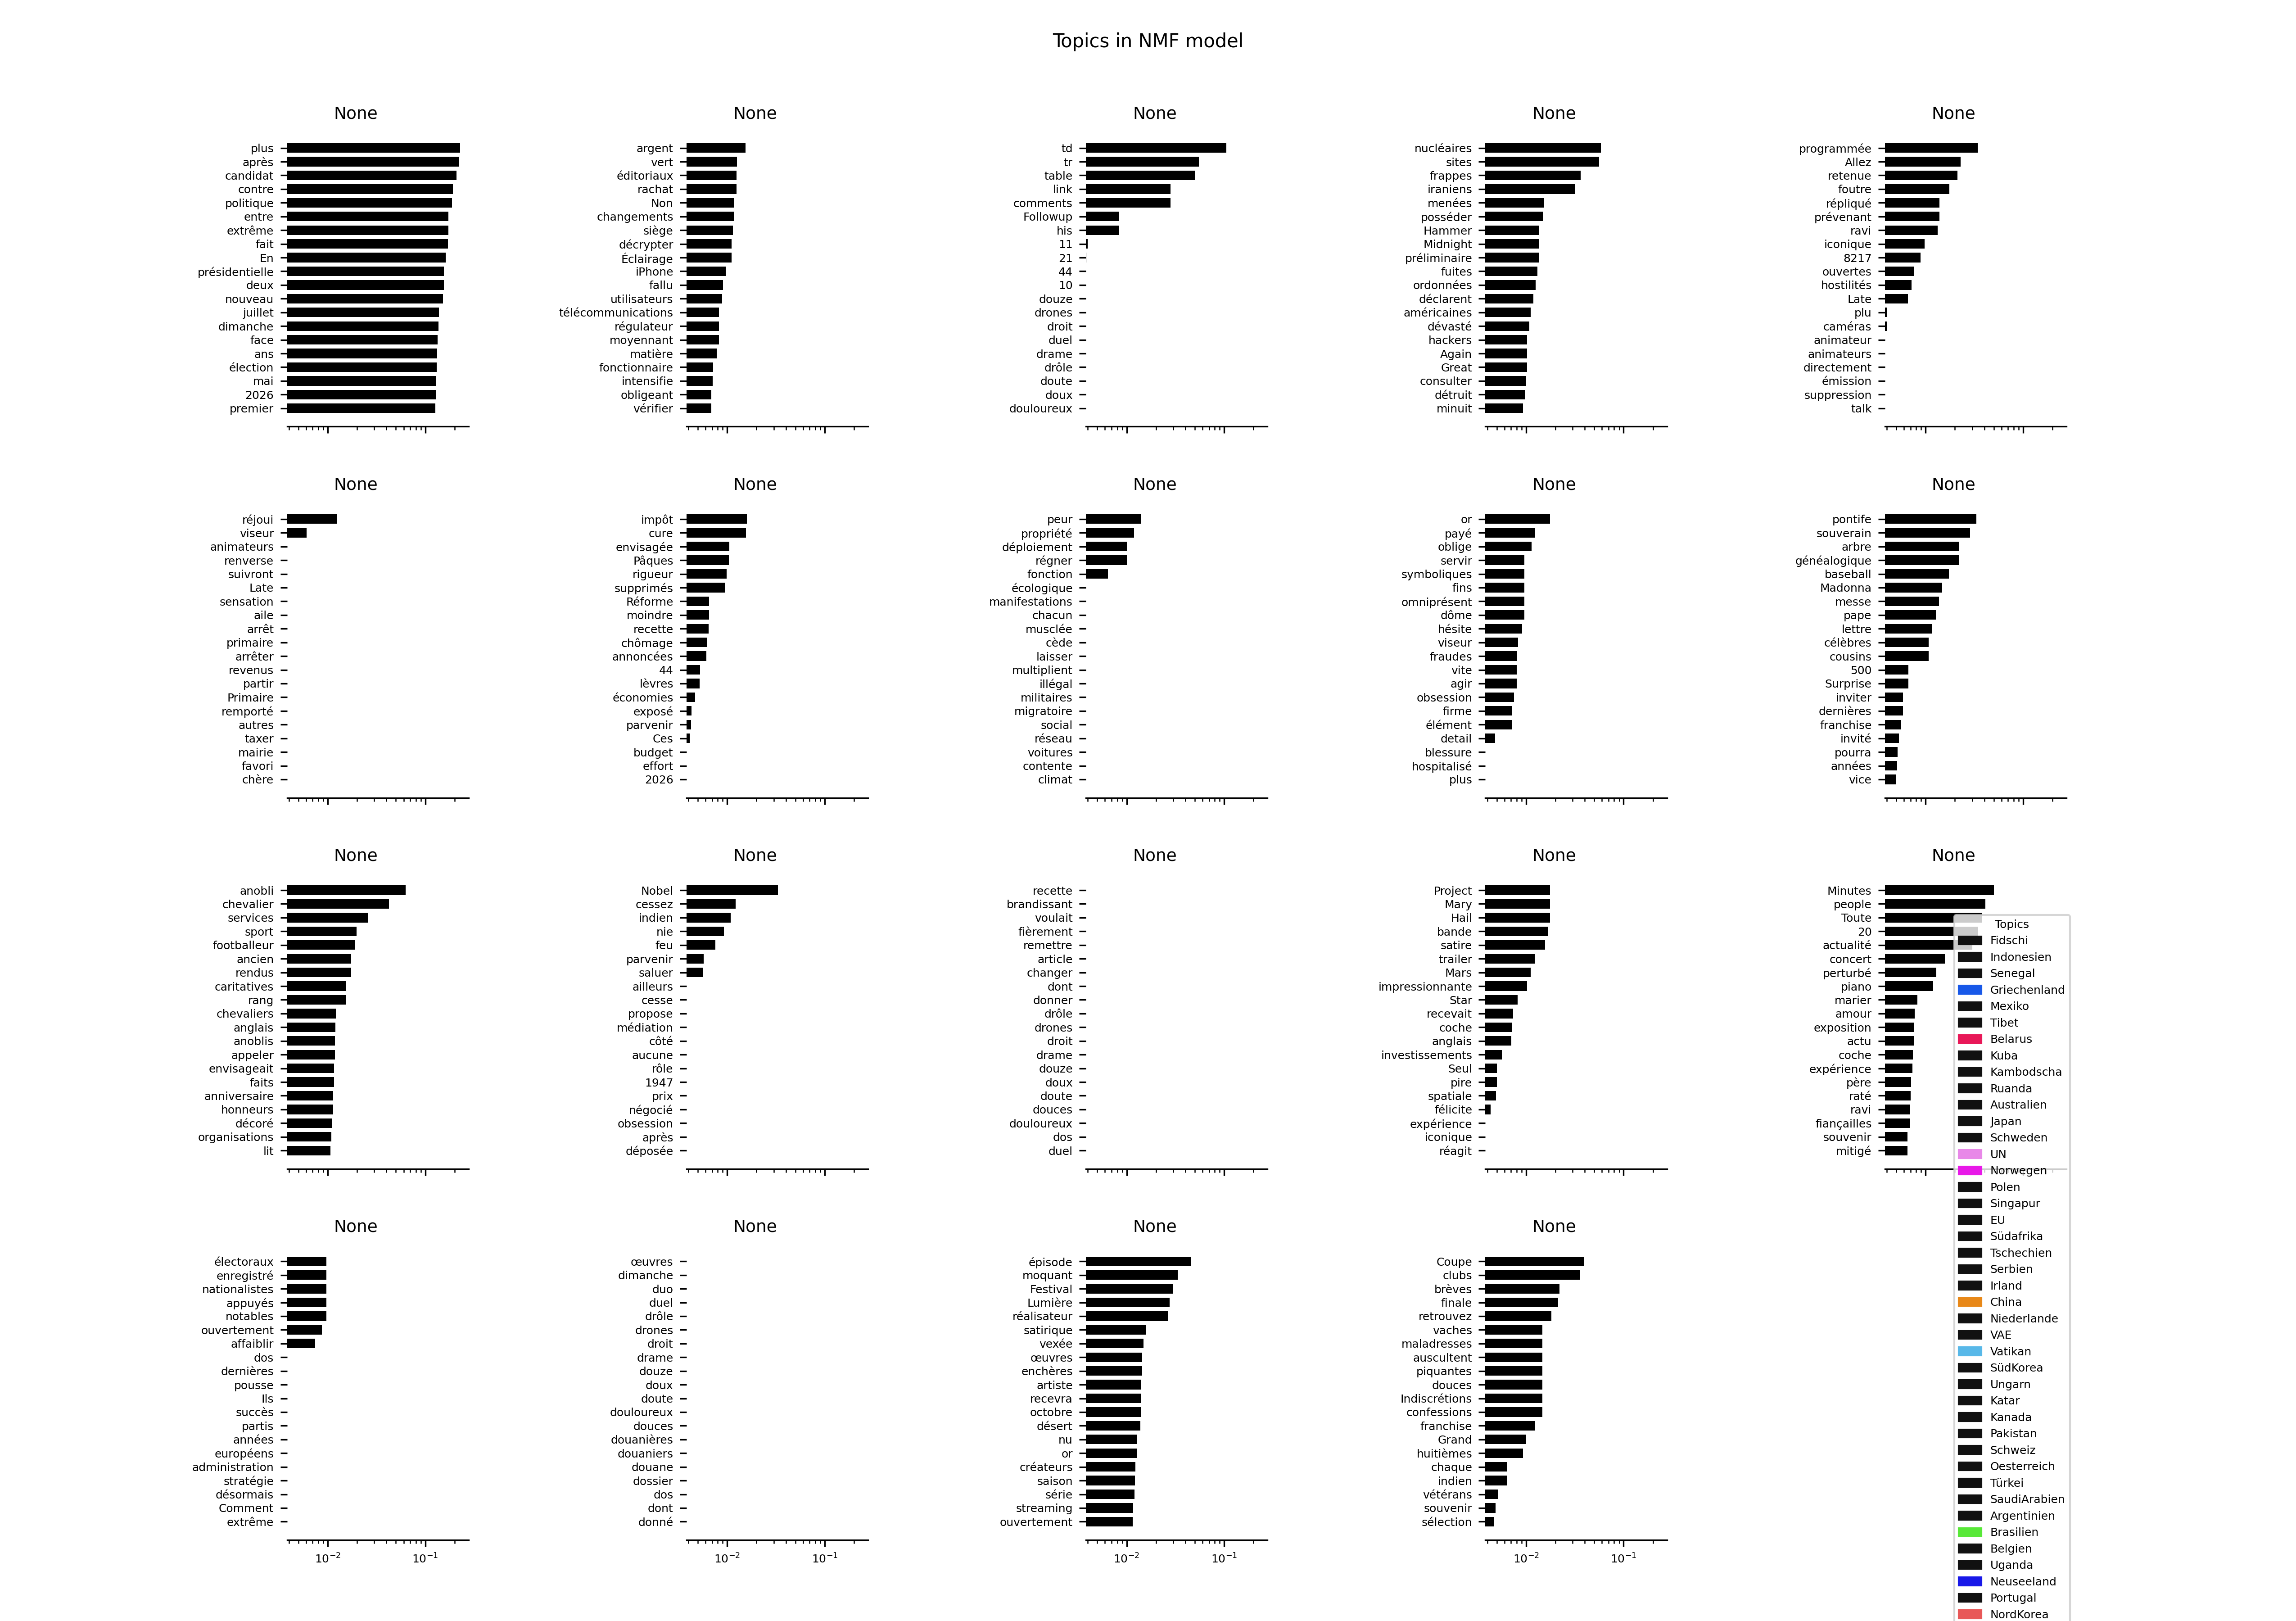 Topics in NMF model
None
plus
après
candidat
contre
politique
entre
extrême
fait
En
présidentielle
deux
nouveau
juillet
dimanche
face
ans
élection
mai
2026
premier
None
argent
vert
éditoriaux
rachat
Non
changements
siège
décrypter
Éclairage
iPhone
fallu
utilisateurs
télécommunications
régulateur
moyennant
matière
fonctionnaire
intensifie
obligeant
vérifier
None
td
tr
table
link
comments
Followup
his
11
21
44
10
douze
drones
droit
duel
drame
drôle
doute
doux
douloureux
None
nucléaires
sites
frappes
iraniens
menées
posséder
Hammer
Midnight
préliminaire
fuites
ordonnées
déclarent
américaines
dévasté
hackers
Again
Great
consulter
détruit
minuit
None
programmée
Allez
retenue
foutre
répliqué
prévenant
ravi
iconique
8217
ouvertes
hostilités
Late
plu
caméras
animateur
animateurs
directement
émission
suppression
talk
None
réjoui
viseur
animateurs
renverse
suivront
Late
sensation
aile
arrêt
primaire
arrêter
revenus
partir
Primaire
remporté
autres
taxer
mairie
favori
chère
None
impôt
cure
envisagée
Pâques
rigueur
supprimés
Réforme
moindre
recette
chômage
annoncées
44
lèvres
économies
exposé
parvenir
Ces
budget
effort
2026
None
peur
propriété
déploiement
régner
fonction
écologique
manifestations
chacun
musclée
cède
laisser
multiplient
illégal
militaires
migratoire
social
réseau
voitures
contente
climat
None
or
payé
oblige
servir
symboliques
fins
omniprésent
dôme
hésite
viseur
fraudes
vite
agir
obsession
firme
élément
detail
blessure
hospitalisé
plus
None
pontife
souverain
arbre
généalogique
baseball
Madonna
messe
pape
lettre
célèbres
cousins
500
Surprise
inviter
dernières
franchise
invité
pourra
années
vice
None
anobli
chevalier
services
sport
footballeur
ancien
rendus
caritatives
rang
chevaliers
anglais
anoblis
appeler
envisageait
faits
anniversaire
honneurs
décoré
organisations
lit
None
Nobel
cessez
indien
nie
feu
parvenir
saluer
ailleurs
cesse
propose
médiation
côté
aucune
rôle
1947
prix
négocié
obsession
après
déposée
None
recette
brandissant
voulait
fièrement
remettre
article
changer
dont
donner
drôle
drones
droit
drame
douze
doux
doute
douces
douloureux
dos
duel
None
Project
Mary
Hail
bande
satire
trailer
Mars
impressionnante
Star
recevait
coche
anglais
investissements
Seul
pire
spatiale
félicite
expérience
iconique
réagit
None
Minutes
people
Toute
20
actualité
concert
perturbé
piano
marier
amour
exposition
actu
coche
expérience
père
raté
ravi
fiançailles
souvenir
mitigé
None
électoraux
enregistré
nationalistes
appuyés
notables
ouvertement
affaiblir
dos
dernières
pousse
Ils
succès
partis
années
européens
administration
stratégie
désormais
Comment
extrême
10⁻² 10⁻¹
None
œuvres
dimanche
duo
duel
drôle
drones
droit
drame
douze
doux
doute
douloureux
douces
douanières
douaniers
douane
dossier
dos
dont
donné
10⁻² 10⁻¹
None
épisode
moquant
Festival
Lumière
réalisateur
satirique
vexée
œuvres
enchères
artiste
recevra
octobre
désert
nu
or
créateurs
saison
série
streaming
ouvertement
10⁻² 10⁻¹
None
Coupe
clubs
brèves
finale
retrouvez
vaches
maladresses
auscultent
piquantes
douces
Indiscrétions
confessions
franchise
Grand
huitièmes
chaque
indien
vétérans
souvenir
sélection
10⁻² 10⁻¹
Topics
Fidschi
Indonesien
Senegal
Griechenland
Mexiko
Tibet
Belarus
Kuba
Kambodscha
Ruanda
Australien
Japan
Schweden
UN
Norwegen
Polen
Singapur
EU
Südafrika
Tschechien
Serbien
Irland
China
Niederlande
VAE
Vatikan
SüdKorea
Ungarn
Katar
Kanada
Pakistan
Schweiz
Oesterreich
Türkei
SaudiArabien
Argentinien
Brasilien
Belgien
Uganda
Neuseeland
Portugal
NordKorea